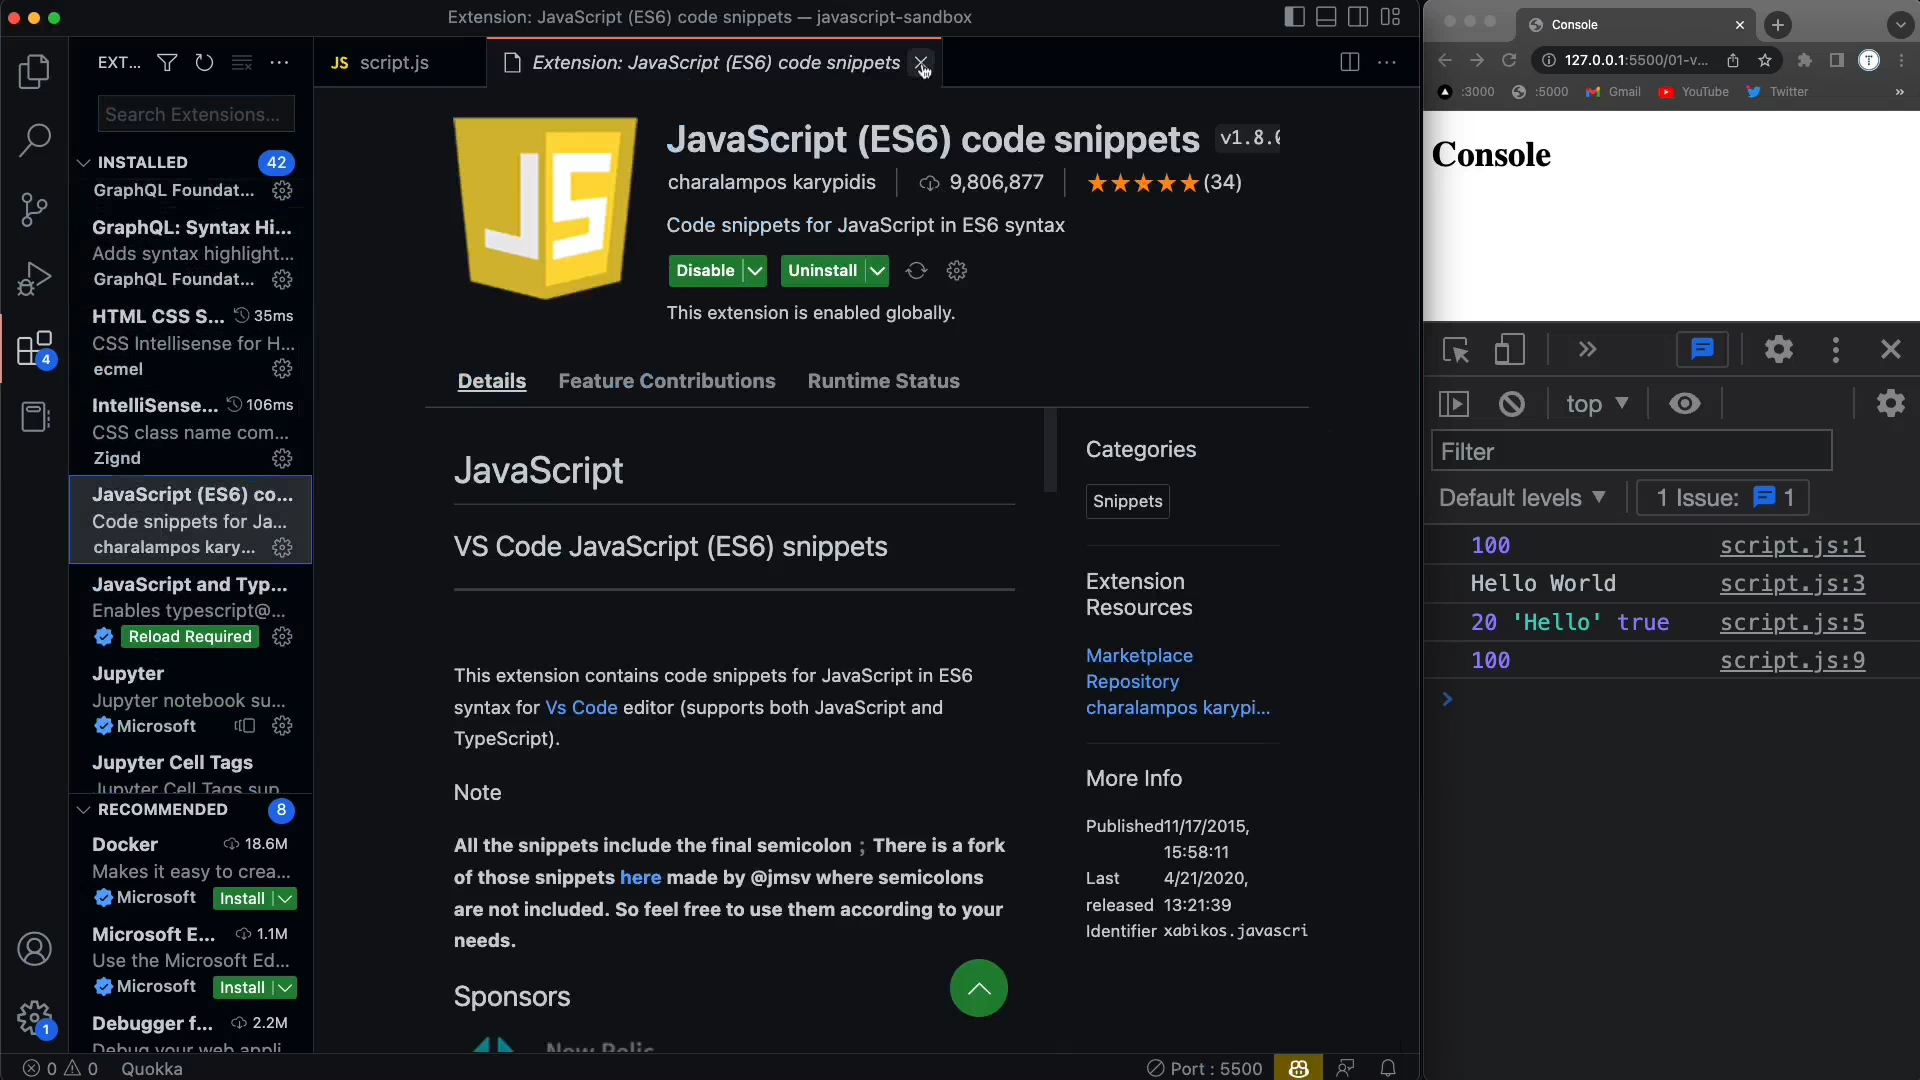 Extension: JavaScript (ES6) code snippets — javascript-sandbox
EXT...
Search Extensions...
INSTALLED 42
GraphQL Foundat...
GraphQL: Syntax Hi...
Adds syntax highlight...
GraphQL Foundat...
HTML CSS S... 35ms
CSS Intellisense for H...
ecmel
IntelliSense... 106ms
CSS class name com...
Zignd
JavaScript (ES6) co...
Code snippets for Ja...
charalampos kary...
JavaScript and Typ...
Enables typescript@...
Reload Required
Jupyter
Jupyter notebook su...
Microsoft
Jupyter Cell Tags
Jupyter Cell Tags sup
RECOMMENDED 8
Docker 18.6M
Makes it easy to crea...
Microsoft Install
Microsoft E... 1.1M
Use the Microsoft Ed...
Microsoft Install
Debugger f... 2.2M
Debug your web appli
4
1
JS script.js
Extension: JavaScript (ES6) code snippets
JS
JavaScript (ES6) code snippets v1.8.0
charalampos karypidis 9,806,877 (34)
Code snippets for JavaScript in ES6 syntax
Disable Uninstall
This extension is enabled globally.
Details Feature Contributions Runtime Status
JavaScript
VS Code JavaScript (ES6) snippets
This extension contains code snippets for JavaScript in ES6
syntax for Vs Code editor (supports both JavaScript and
TypeScript).
Note
All the snippets include the final semicolon ; There is a fork
of those snippets here made by @jmsv where semicolons
are not included. So feel free to use them according to your
needs.
Sponsors
New Relic
Categories
Snippets
Extension
Resources
Marketplace
Repository
charalampos karypi...
More Info
Published 11/17/2015,
15:58:11
Last 4/21/2020,
released 13:21:39
Identifier xabikos.javascri
0 0 Quokka
Port : 5500
Console
127.0.0.1:5500/01-v...
T
:3000 :5000 Gmail YouTube Twitter »
Console
top
Filter
Default levels 1 Issue: 1
100 script.js:1
Hello World script.js:3
20 'Hello' true script.js:5
100 script.js:9